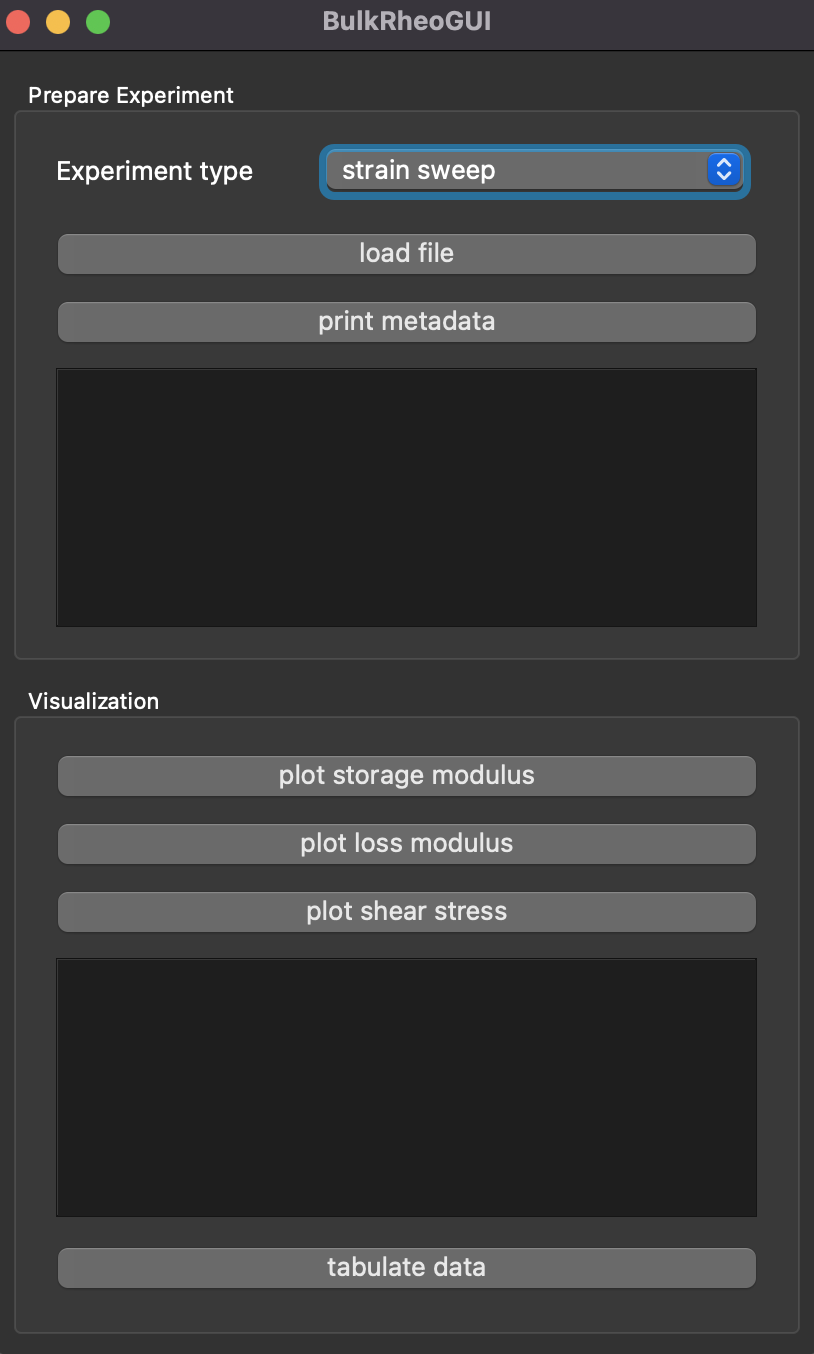 BulkRheoGUI
Prepare Experiment
Experiment type strain sweep
load file
print metadata
Visualization
plot storage modulus
plot loss modulus
plot shear stress
tabulate data